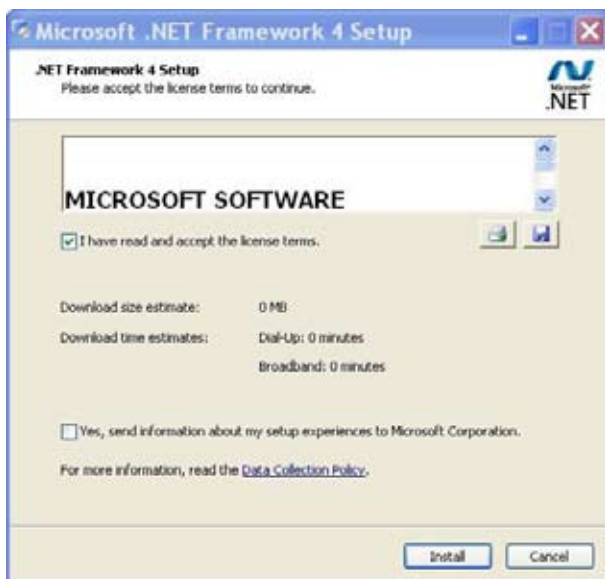 Microsoft .NET Framework 4 Setup
.NET Framework 4 Setup
Please accept the license terms to continue.
Microsoft
.NET
MICROSOFT SOFTWARE
I have read and accept the license terms.
Download size estimate: 0 MB
Download time estimates: Dial-Up: 0 minutes
Broadband: 0 minutes
Yes, send information about my setup experiences to Microsoft Corporation.
For more information, read the Data Collection Policy.
Install Cancel